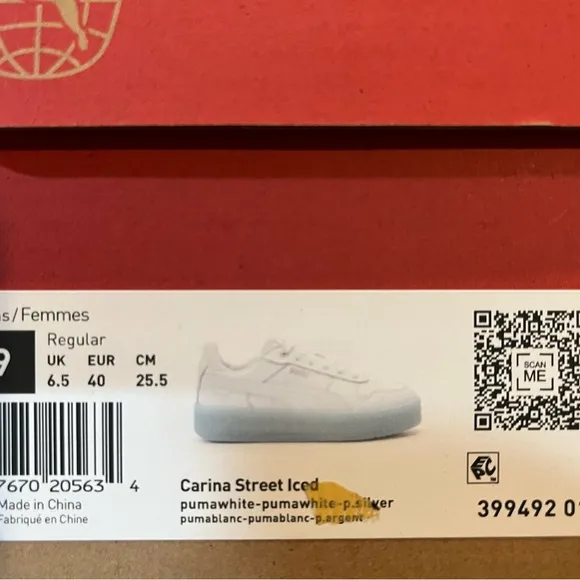 s/Femmes
9
Regular
UK EUR CM
6.5 40 25.5
SCAN
ME
7670 20563 4
Made in China
Fabriqué en Chine
Carina Street Iced
pumawhite-pumawhite-p.silver
pumablanc-pumablanc-p.argent
399492 01